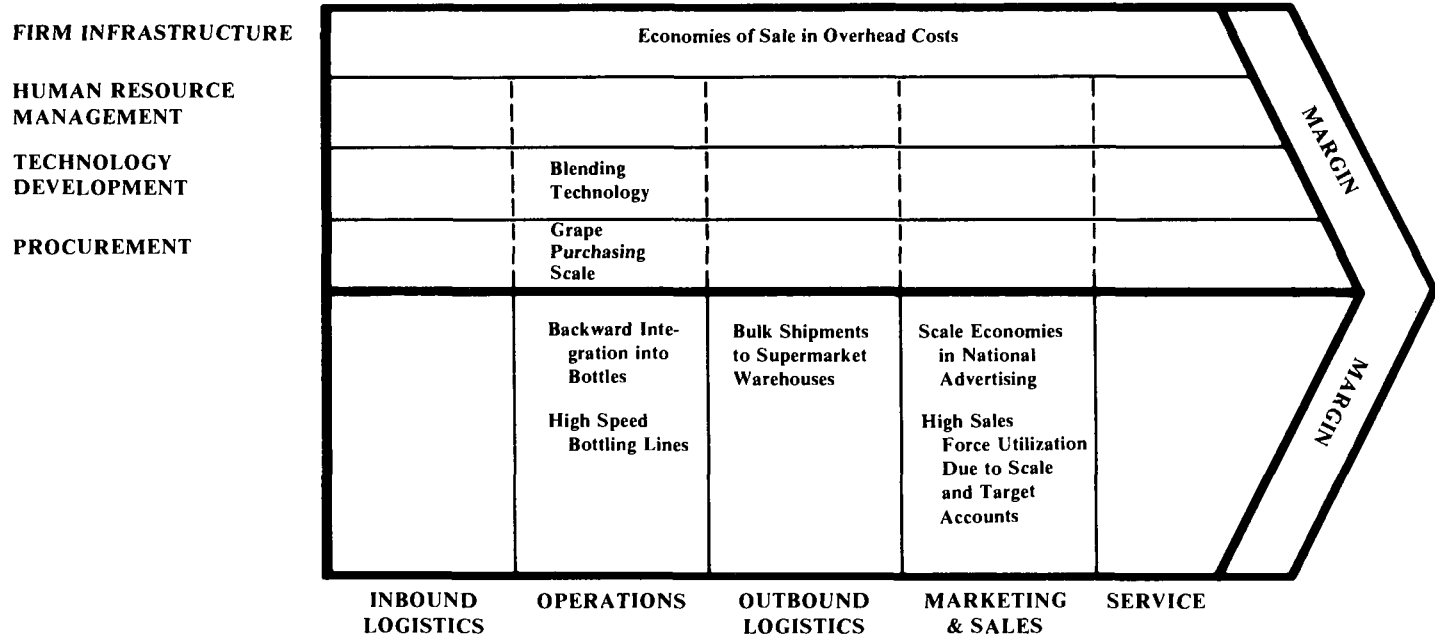 FIRM INFRASTRUCTURE
Economies of Sale in Overhead Costs
HUMAN RESOURCE
MANAGEMENT
TECHNOLOGY
DEVELOPMENT
Blending
Technology
PROCUREMENT
Grape
Purchasing
Scale
MARGIN
Backward Inte-
gration into
Bottles
High Speed
Bottling Lines
Bulk Shipments
to Supermarket
Warehouses
Scale Economies
in National
Advertising
High Sales
Force Utilization
Due to Scale
and Target
Accounts
MARGIN
INBOUND
LOGISTICS
OPERATIONS
OUTBOUND
LOGISTICS
MARKETING
& SALES
SERVICE